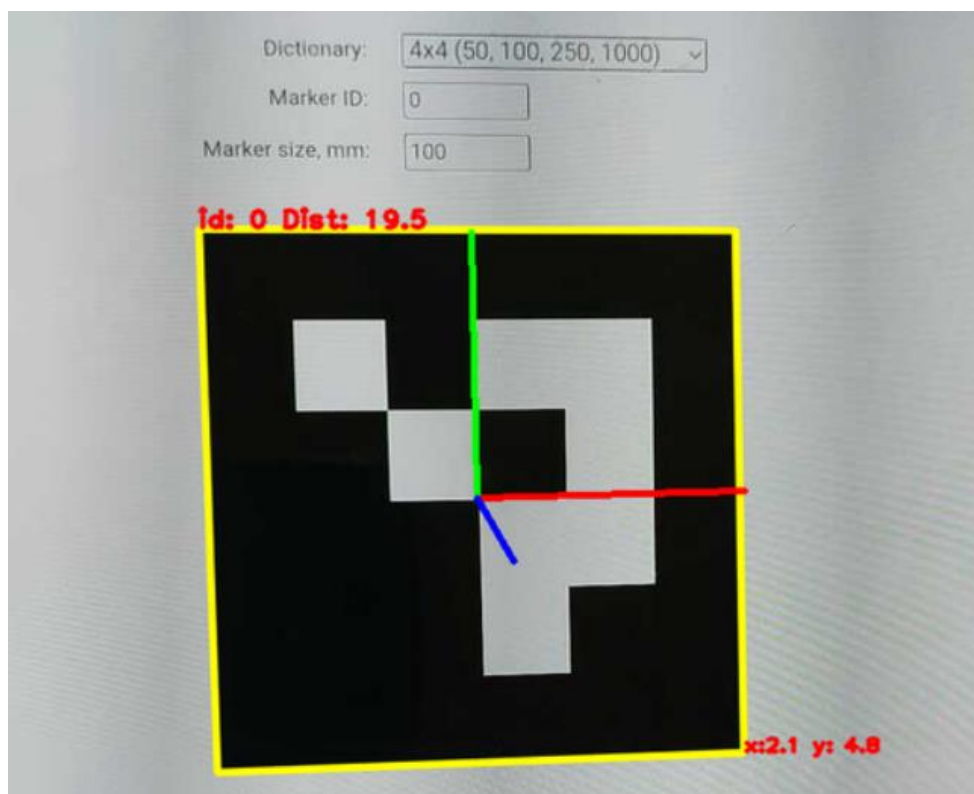 Dictionary: 4x4 (50, 100, 250, 1000)
Marker ID: 0
Marker size, mm: 100
id: 0 Dist: 19.5
x:2.1 y: 4.8